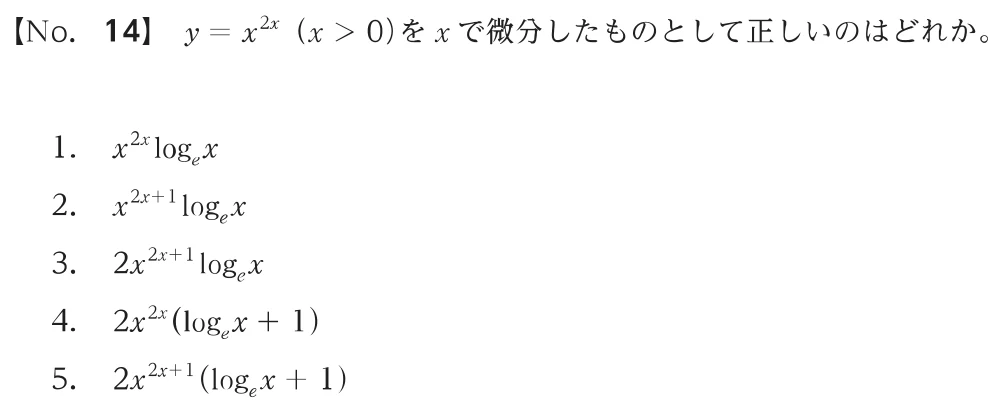 【No. 14】 y = x^{2x} (x > 0)を x で微分したものとして正しいのはどれか。
1. x^{2x} log_e x
2. x^{2x+1} log_e x
3. 2x^{2x+1} log_e x
4. 2x^{2x}(log_e x + 1)
5. 2x^{2x+1}(log_e x + 1)